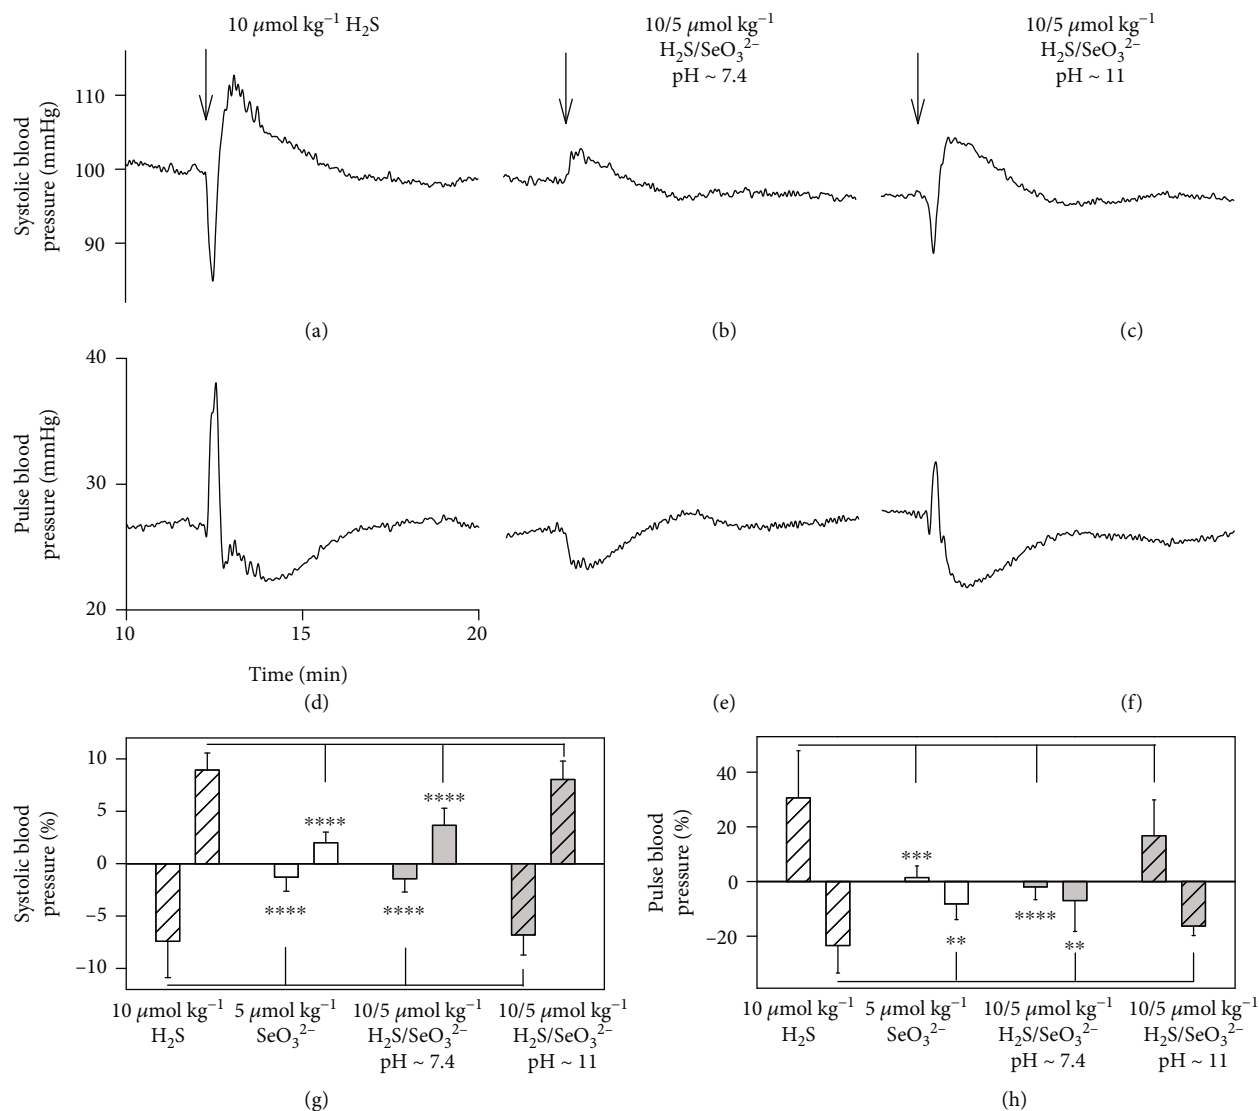 10 μmol kg⁻¹ H₂S
10/5 μmol kg⁻¹
H₂S/SeO₃²⁻
pH ~ 7.4
10/5 μmol kg⁻¹
H₂S/SeO₃²⁻
pH ~ 11
Systolic blood
pressure (mmHg)
110
100
90
(a)
(b)
(c)
Pulse blood
pressure (mmHg)
40
30
20
10
15
20
Time (min)
(d)
(e)
(f)
Systolic blood
pressure (%)
10
5
0
−5
−10
****
****
****
****
10 μmol kg⁻¹
H₂S
5 μmol kg⁻¹
SeO₃²⁻
10/5 μmol kg⁻¹
H₂S/SeO₃²⁻
pH ~ 7.4
10/5 μmol kg⁻¹
H₂S/SeO₃²⁻
pH ~ 11
(g)
Pulse blood
pressure (%)
40
20
0
−20
***
**
****
**
10 μmol kg⁻¹
H₂S
5 μmol kg⁻¹
SeO₃²⁻
10/5 μmol kg⁻¹
H₂S/SeO₃²⁻
pH ~ 7.4
10/5 μmol kg⁻¹
H₂S/SeO₃²⁻
pH ~ 11
(h)